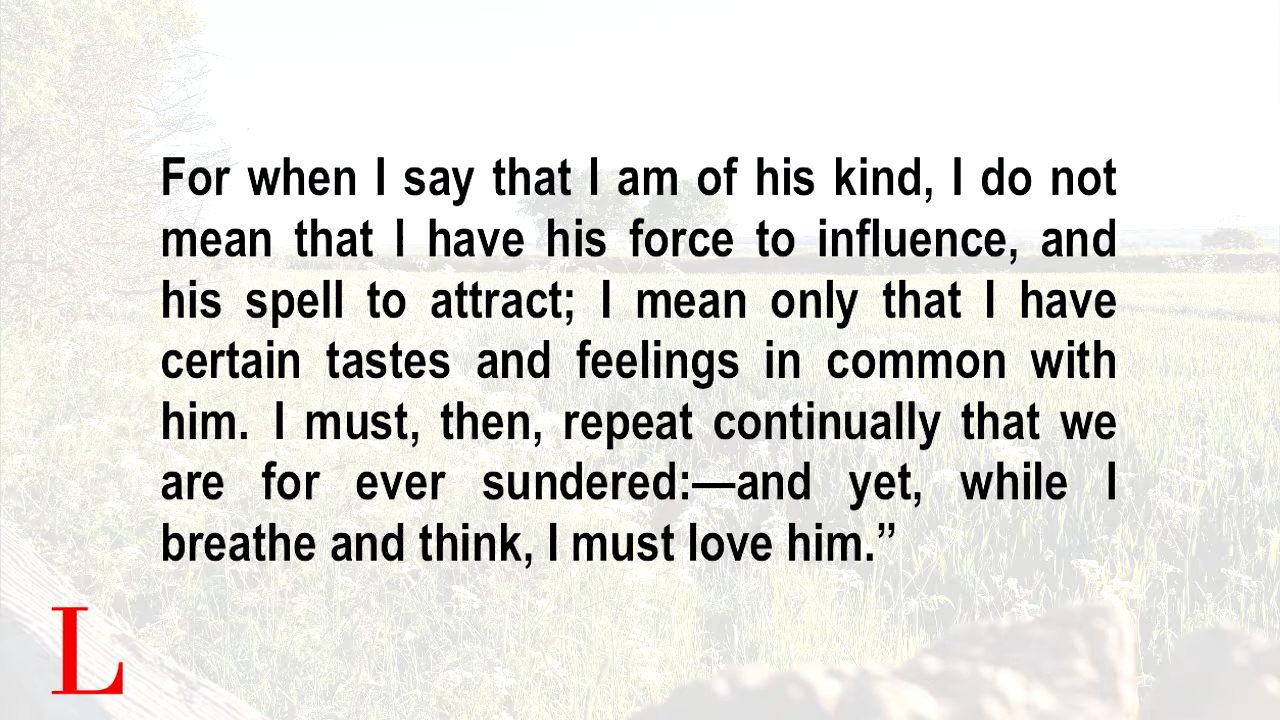 For when I say that I am of his kind, I do not
mean that I have his force to influence, and
his spell to attract; I mean only that I have
certain tastes and feelings in common with
him. I must, then, repeat continually that we
are for ever sundered:—and yet, while I
breathe and think, I must love him.”
L